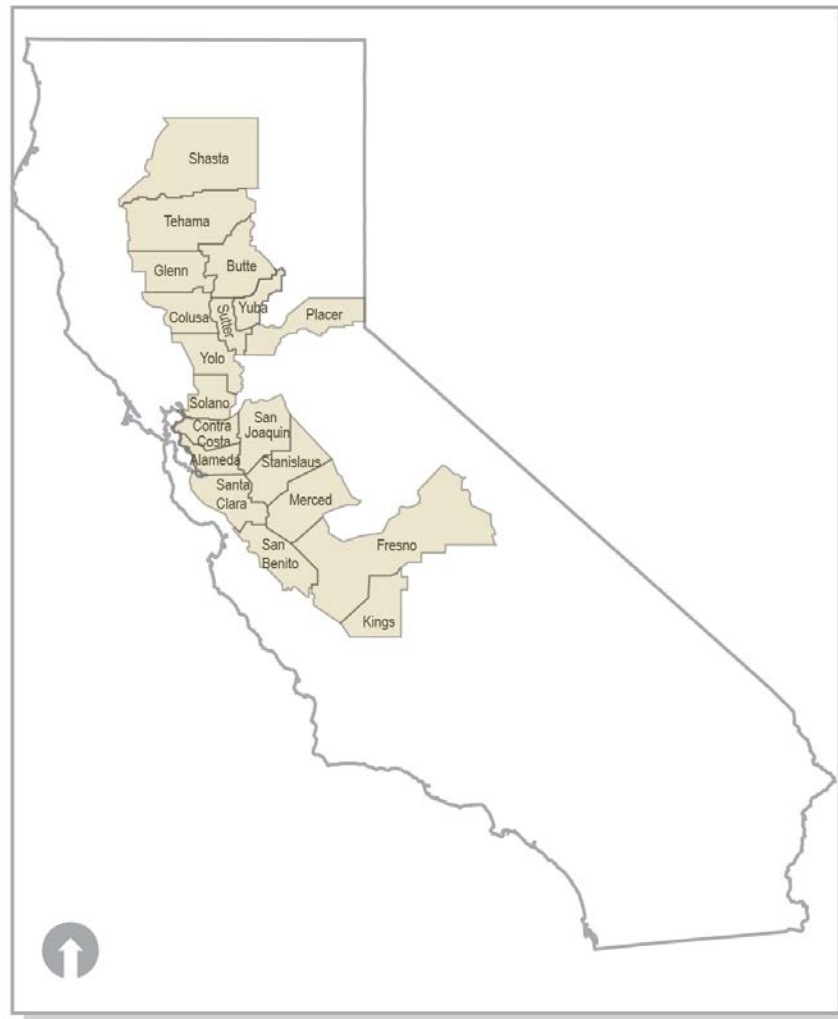 Shasta
Tehama
Glenn
Butte
Colusa
Sutter
Yuba
Placer
Yolo
Solano
Contra
Costa
San
Joaquin
Alameda
Stanislaus
Santa
Clara
Merced
San
Benito
Fresno
Kings